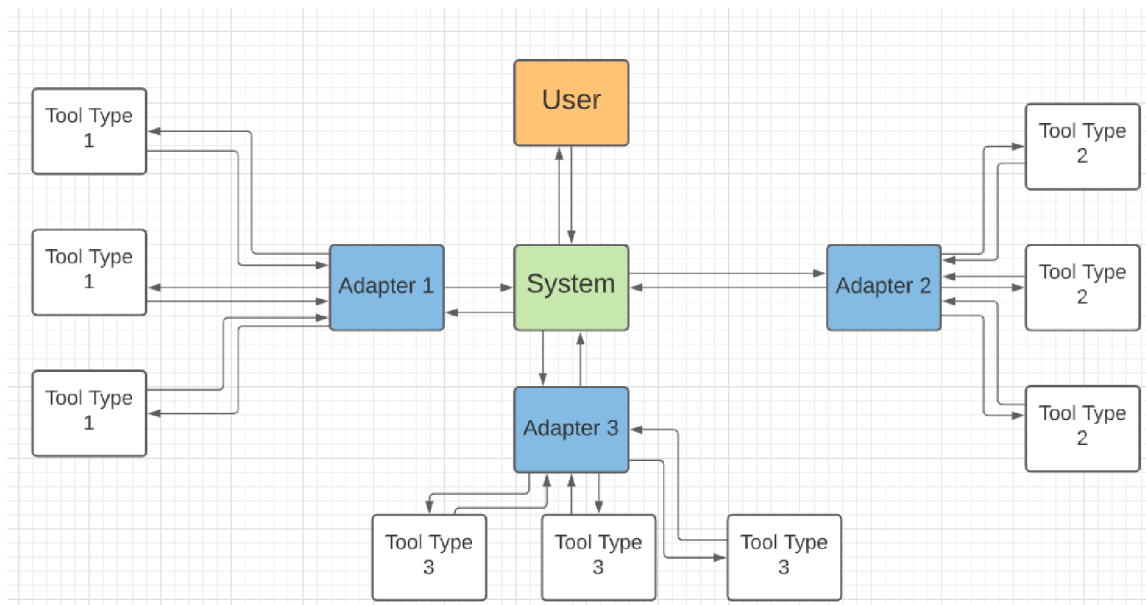 User
Tool Type
1
Tool Type
2
Tool Type
1
Adapter 1
System
Adapter 2
Tool Type
2
Tool Type
1
Adapter 3
Tool Type
2
Tool Type
3
Tool Type
3
Tool Type
3